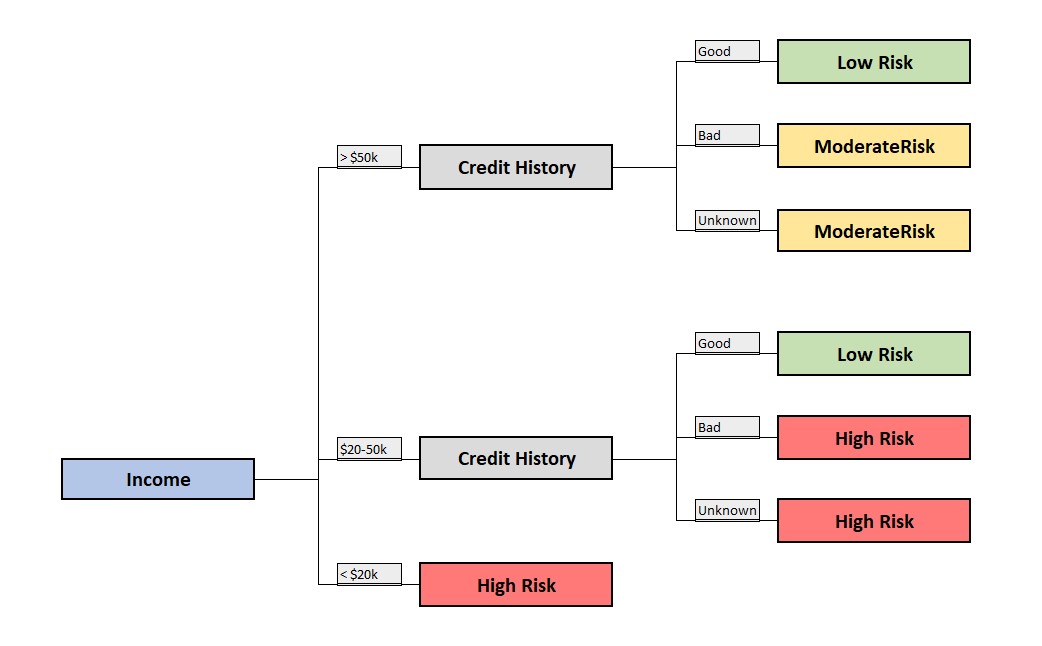 Good
Low Risk
Bad
ModerateRisk
> $50k
Credit History
Unknown
ModerateRisk
Good
Low Risk
Bad
High Risk
$20-50k
Credit History
Income
Unknown
High Risk
< $20k
High Risk